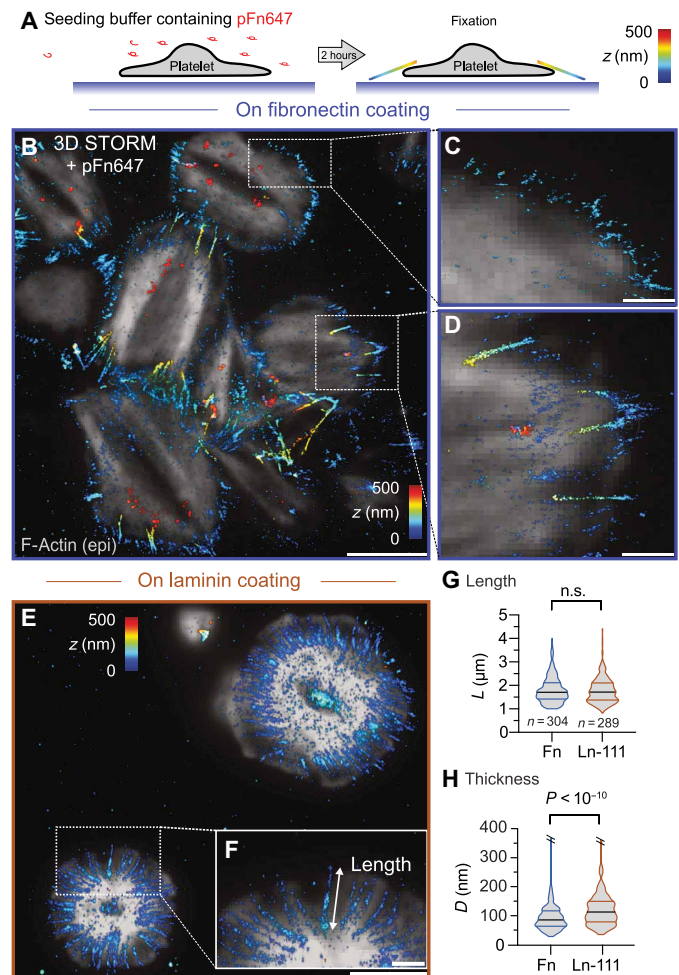 A Seeding buffer containing pFn647
Platelet
2 hours
Fixation
Platelet
500
z (nm)
0
On fibronectin coating
B 3D STORM
+ pFn647
500
z (nm)
0
F-Actin (epi)
C
D
On laminin coating
E 500
z (nm)
0
F
Length
G Length
n.s.
5
4
3
2
1
0
L (µm)
n = 304
n = 289
Fn
Ln-111
H Thickness
P < 10⁻¹⁰
400
300
200
100
0
D (nm)
Fn
Ln-111